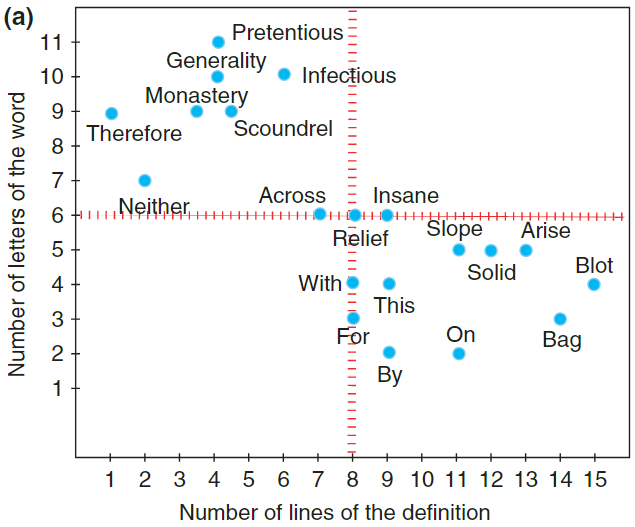 (a)
Number of letters of the word
11
10
9
8
7
6
5
4
3
2
1
Pretentious
Generality
Infectious
Monastery
Therefore
Scoundrel
Neither
Across
Insane
Relief
Slope
Arise
Solid
With
This
Blot
For
On
Bag
By
1 2 3 4 5 6 7 8 9 10 11 12 13 14 15
Number of lines of the definition